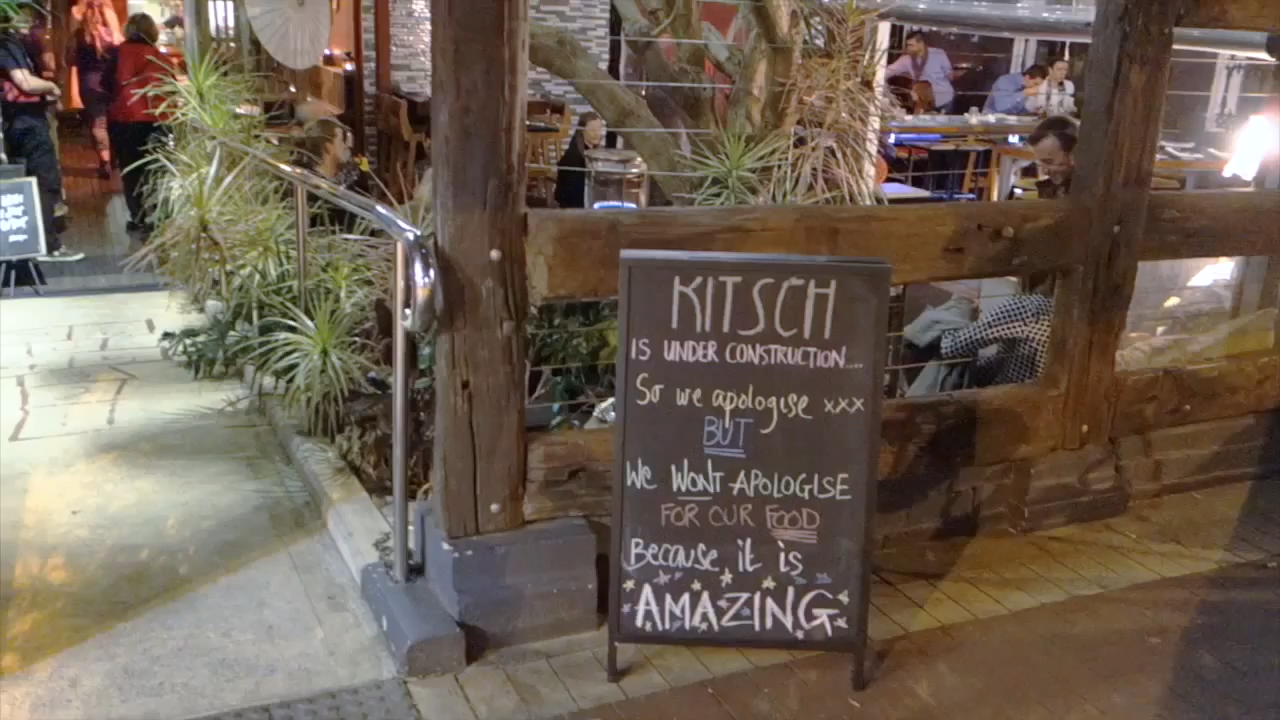 KITSCH
IS UNDER CONSTRUCTION....
So we apologise xxx
BUT
We WONT APOLOGISE
FOR OUR FOOD
Because it is
AMAZING